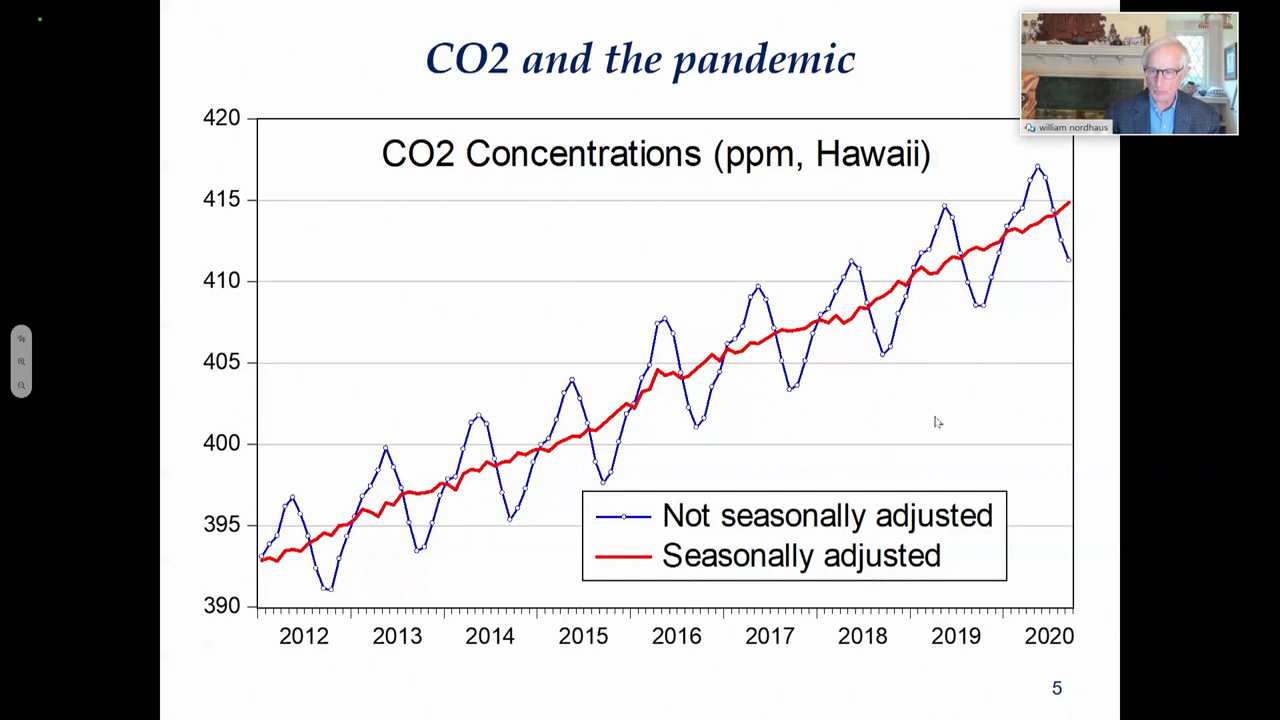 CO2 and the pandemic
william nordhaus
CO2 Concentrations (ppm, Hawaii)
420
415
410
405
400
395
390
Not seasonally adjusted
Seasonally adjusted
2012 2013 2014 2015 2016 2017 2018 2019 2020
5